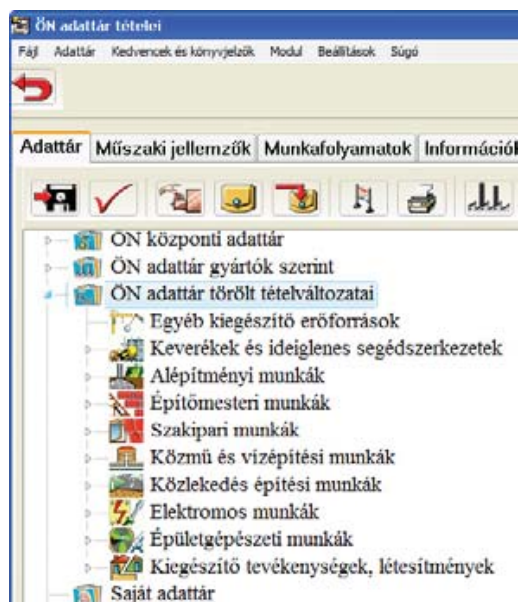 ÖN adattár tételei
Fájl Adattár Kedvencek és könyvjelzők Modul Beállítások Súgó
Adattár Műszaki jellemzők Munkafolyamatok
ÖN központi adattár
ÖN adattár gyártók szerint
ÖN adattár törölt tételváltozatai
Egyéb kiegészítő erőforrások
Keverékek és ideiglenes segédszerkezetek
Alépítményi munkák
Építőmesteri munkák
Szakipari munkák
Közmű és vízépítési munkák
Közlekedés építési munkák
Elektromos munkák
Épületgépészeti munkák
Kiegészítő tevékenységek, létesítmények
Saját adattár